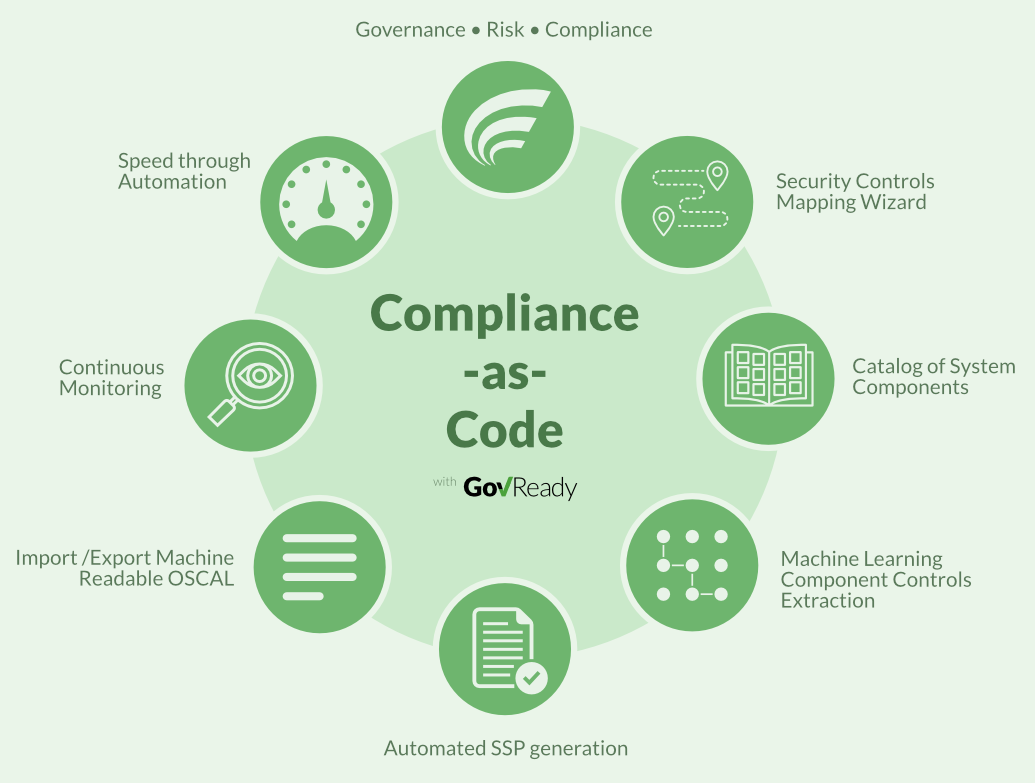 Governance • Risk • Compliance
Speed through
Automation
Security Controls
Mapping Wizard
Compliance
-as-
Code
with GovReady
Continuous
Monitoring
Catalog of System
Components
Import /Export Machine
Readable OSCAL
Machine Learning
Component Controls
Extraction
Automated SSP generation